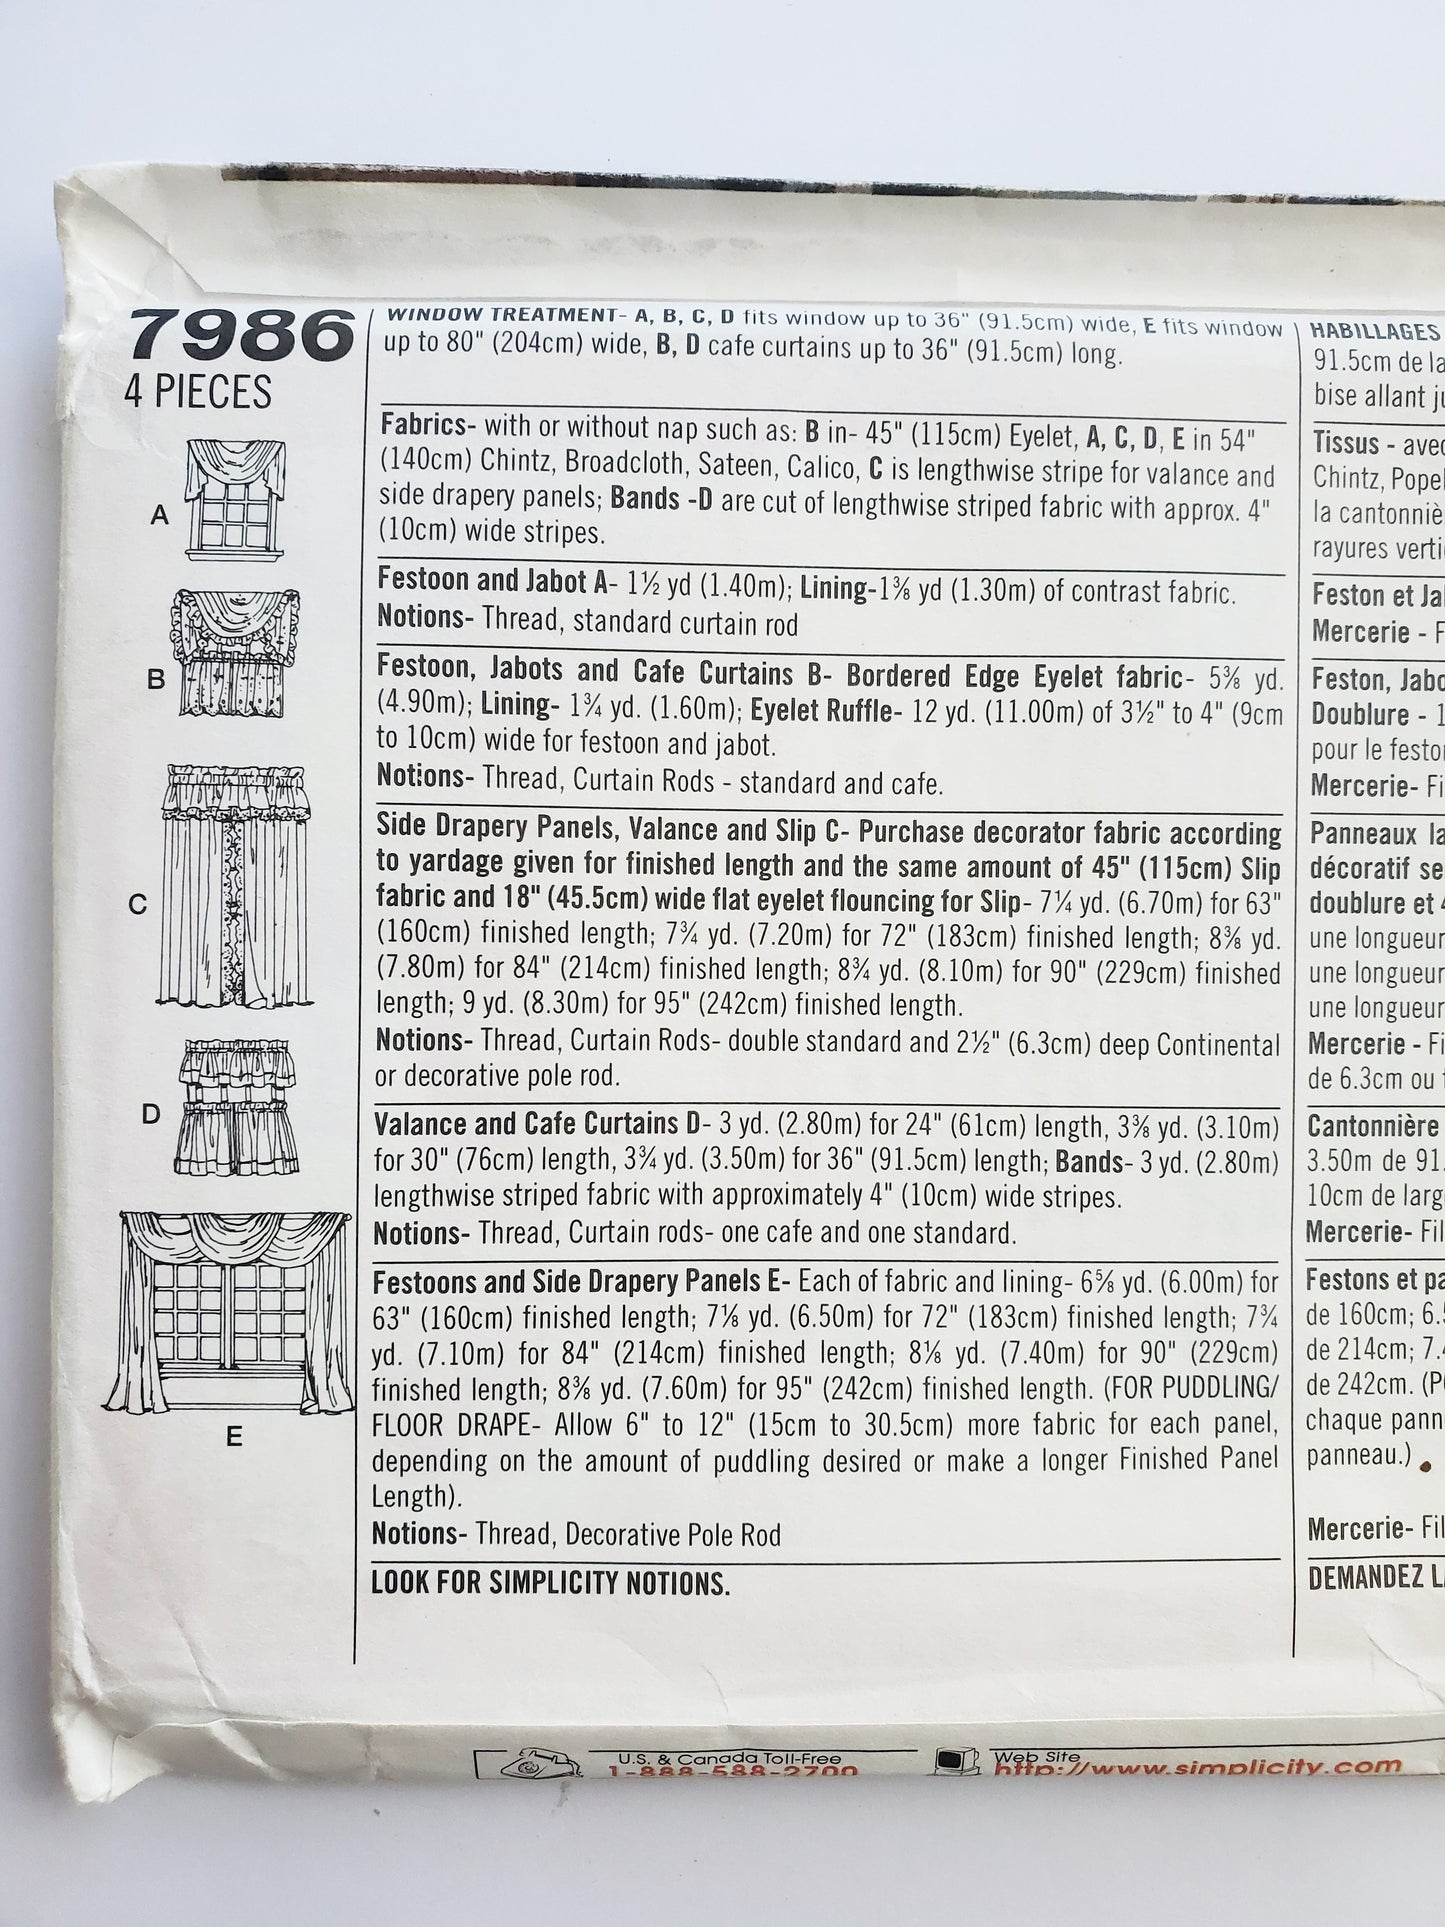 7986
4 PIECES
A
B
C
D
E
WINDOW TREATMENT- A, B, C, D fits window up to 36" (91.5cm) wide, E fits window
up to 80" (204cm) wide, B, D cafe curtains up to 36" (91.5cm) long.
Fabrics- with or without nap such as: B in- 45" (115cm) Eyelet, A, C, D, E in 54"
(140cm) Chintz, Broadcloth, Sateen, Calico, C is lengthwise stripe for valance and
side drapery panels; Bands -D are cut of lengthwise striped fabric with approx. 4"
(10cm) wide stripes.
Festoon and Jabot A- 1½ yd (1.40m); Lining-1⅜ yd (1.30m) of contrast fabric.
Notions- Thread, standard curtain rod
Festoon, Jabots and Cafe Curtains B- Bordered Edge Eyelet fabric- 5⅜ yd.
(4.90m); Lining- 1¾ yd. (1.60m); Eyelet Ruffle- 12 yd. (11.00m) of 3½" to 4" (9cm
to 10cm) wide for festoon and jabot.
Notions- Thread, Curtain Rods - standard and cafe.
Side Drapery Panels, Valance and Slip C- Purchase decorator fabric according
to yardage given for finished length and the same amount of 45" (115cm) Slip
fabric and 18" (45.5cm) wide flat eyelet flouncing for Slip- 7¼ yd. (6.70m) for 63"
(160cm) finished length; 7¾ yd. (7.20m) for 72" (183cm) finished length; 8⅜ yd.
(7.80m) for 84" (214cm) finished length; 8¾ yd. (8.10m) for 90" (229cm) finished
length; 9 yd. (8.30m) for 95" (242cm) finished length.
Notions- Thread, Curtain Rods- double standard and 2½" (6.3cm) deep Continental
or decorative pole rod.
Valance and Cafe Curtains D- 3 yd. (2.80m) for 24" (61cm) length, 3⅜ yd. (3.10m)
for 30" (76cm) length, 3¾ yd. (3.50m) for 36" (91.5cm) length; Bands- 3 yd. (2.80m)
lengthwise striped fabric with approximately 4" (10cm) wide stripes.
Notions- Thread, Curtain rods- one cafe and one standard.
Festoons and Side Drapery Panels E- Each of fabric and lining- 6⅝ yd. (6.00m) for
63" (160cm) finished length; 7⅛ yd. (6.50m) for 72" (183cm) finished length; 7¾
yd. (7.10m) for 84" (214cm) finished length; 8⅛ yd. (7.40m) for 90" (229cm)
finished length; 8⅜ yd. (7.60m) for 95" (242cm) finished length. (FOR PUDDLING/
FLOOR DRAPE- Allow 6" to 12" (15cm to 30.5cm) more fabric for each panel,
depending on the amount of puddling desired or make a longer Finished Panel
Length).
Notions- Thread, Decorative Pole Rod
LOOK FOR SIMPLICITY NOTIONS.
HABILLAGES
91.5cm de
bise allant
Tissus -
Chintz,
la
rayures
Feston et
Mercerie -
Feston,
Doublure - 1
pour le
Mercerie-
Panneaux
décoratif
doublure et
une
une
une
Mercerie -
de 6.3cm ou
Cantonnière
3.50m de
10cm de
Mercerie-
Festons et
de 160cm;
de 214cm;
de 242cm.
chaque
panneau.)
Mercerie-
DEMANDEZ
U.S. & Canada Toll-Free
1-888-588-2700
Web Site
http://www.simplicity.com